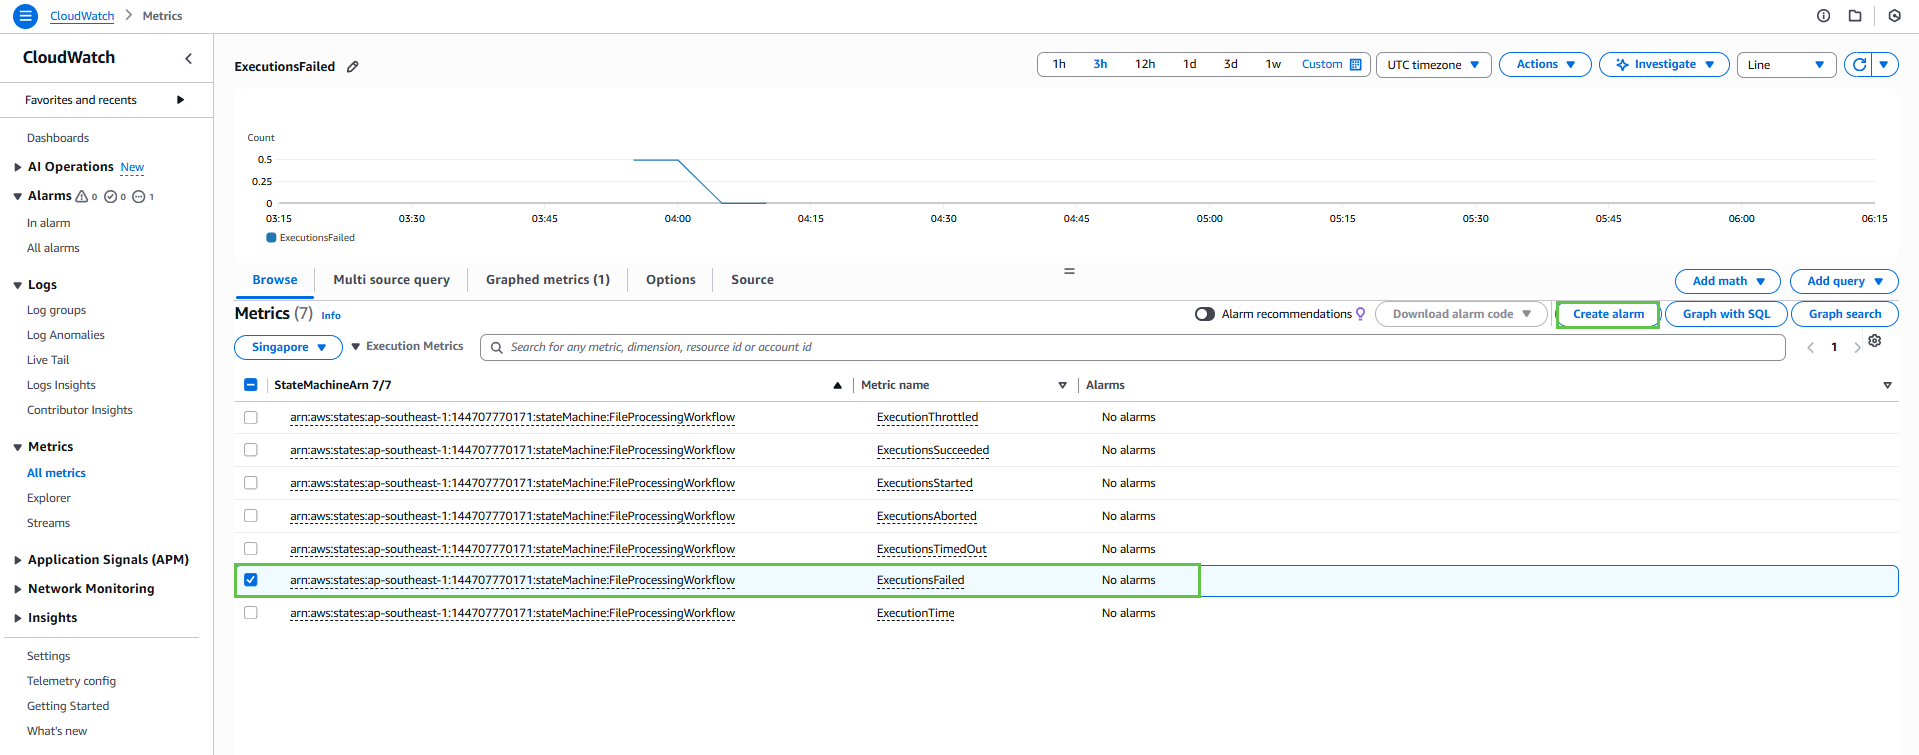 CloudWatch > Metrics
CloudWatch
Favorites and recents
Dashboards
AI Operations New
Alarms 0 0 1
In alarm
All alarms
Logs
Log groups
Log Anomalies
Live Tail
Logs Insights
Contributor Insights
Metrics
All metrics
Explorer
Streams
Application Signals (APM)
Network Monitoring
Insights
Settings
Telemetry config
Getting Started
What's new
ExecutionsFailed
1h 3h 12h 1d 3d 1w Custom UTC timezone Actions Investigate Line
Count
0.5
0.25
0
03:15 03:30 03:45 04:00 04:15 04:30 04:45 05:00 05:15 05:30 05:45 06:00 06:15
ExecutionsFailed
Browse Multi source query Graphed metrics (1) Options Source Add math Add query
Metrics (7) Info Alarm recommendations Download alarm code Create alarm Graph with SQL Graph search
Singapore Execution Metrics Search for any metric, dimension, resource id or account id 1
StateMachineArn 7/7 Metric name Alarms
arn:aws:states:ap-southeast-1:144707770171:stateMachine:FileProcessingWorkflow ExecutionThrottled No alarms
arn:aws:states:ap-southeast-1:144707770171:stateMachine:FileProcessingWorkflow ExecutionsSucceeded No alarms
arn:aws:states:ap-southeast-1:144707770171:stateMachine:FileProcessingWorkflow ExecutionsStarted No alarms
arn:aws:states:ap-southeast-1:144707770171:stateMachine:FileProcessingWorkflow ExecutionsAborted No alarms
arn:aws:states:ap-southeast-1:144707770171:stateMachine:FileProcessingWorkflow ExecutionsTimedOut No alarms
arn:aws:states:ap-southeast-1:144707770171:stateMachine:FileProcessingWorkflow ExecutionsFailed No alarms
arn:aws:states:ap-southeast-1:144707770171:stateMachine:FileProcessingWorkflow ExecutionTime No alarms